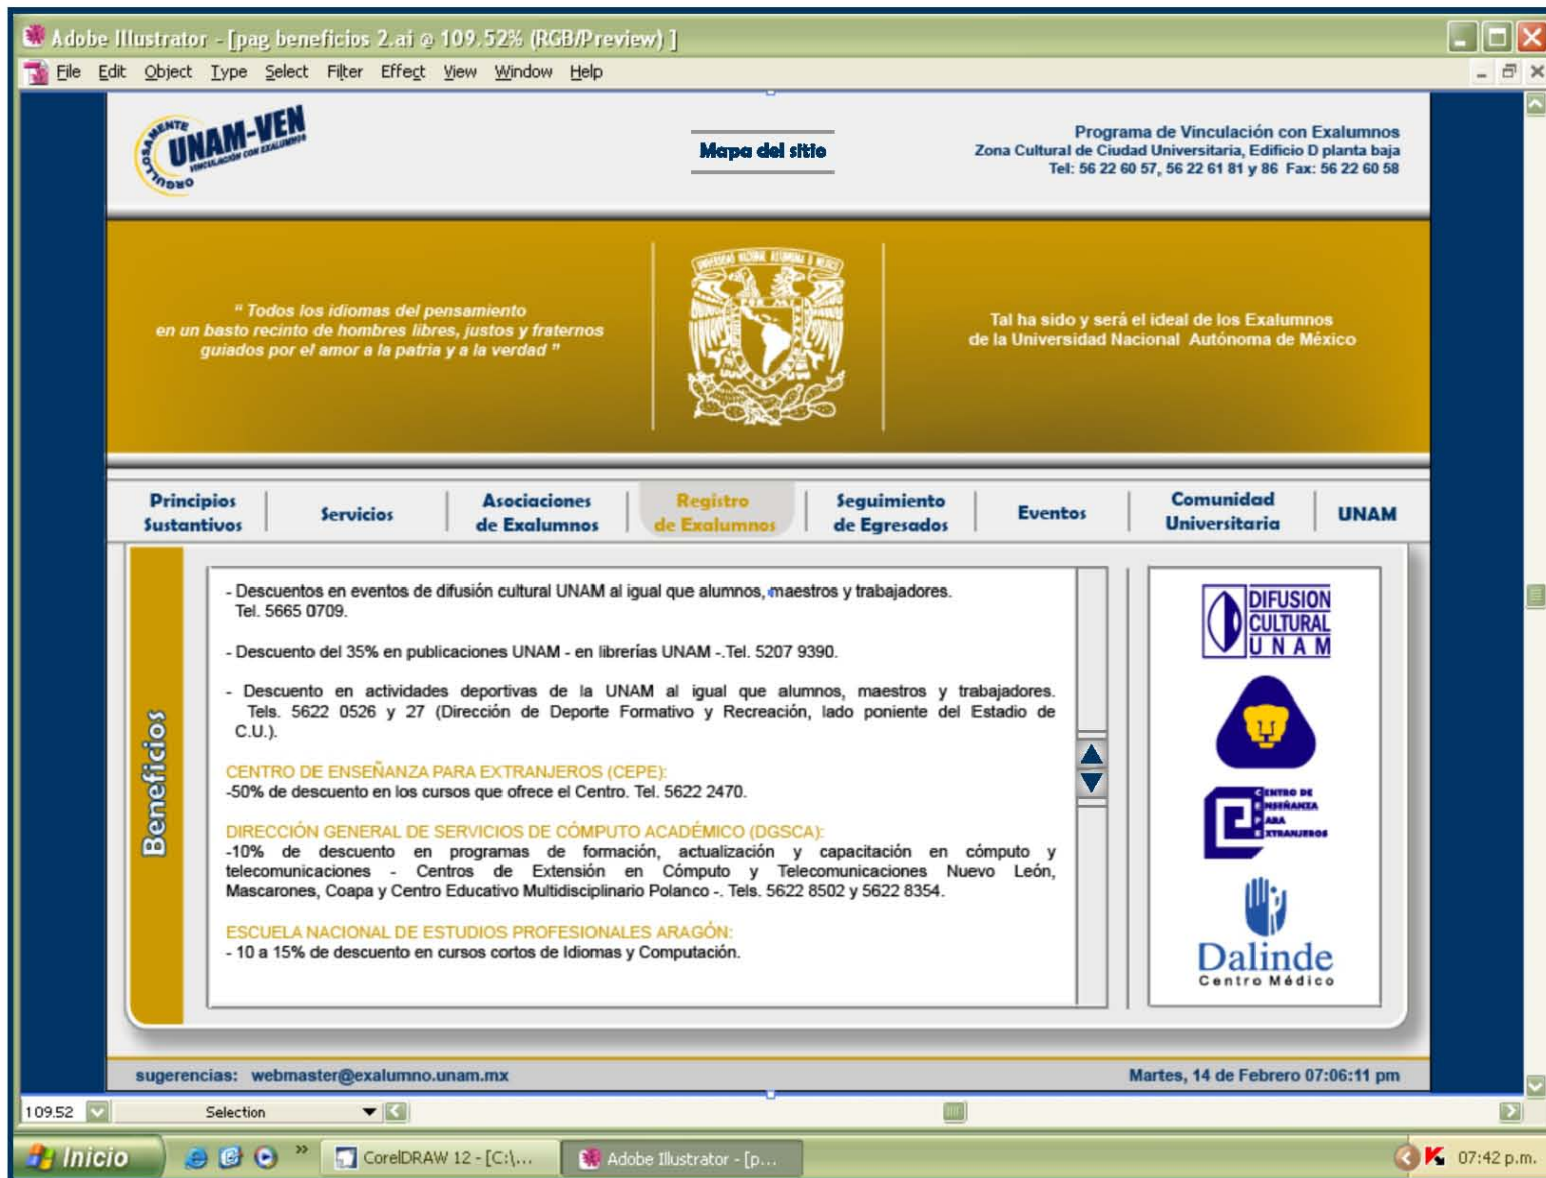 Adobe Illustrator - [pag beneficios 2.ai @ 109.52% (RGB/Preview) ]
File Edit Object Type Select Filter Effect View Window Help
ORGULLOSAMENTE
UNAM-VEN
VINCULACIÓN CON EXALUMNOS
Mapa del sitio
Programa de Vinculación con Exalumnos
Zona Cultural de Ciudad Universitaria, Edificio D planta baja
Tel: 56 22 60 57, 56 22 61 81 y 86 Fax: 56 22 60 58
“ Todos los idiomas del pensamiento
en un basto recinto de hombres libres, justos y fraternos
guiados por el amor a la patria y a la verdad ”
Tal ha sido y será el ideal de los Exalumnos
de la Universidad Nacional Autónoma de México
Principios
Sustantivos
Servicios
Asociaciones
de Exalumnos
Registro
de Exalumnos
Seguimiento
de Egresados
Eventos
Comunidad
Universitaria
UNAM
Beneficios
- Descuentos en eventos de difusión cultural UNAM al igual que alumnos, maestros y trabajadores.
Tel. 5665 0709.
- Descuento del 35% en publicaciones UNAM - en librerías UNAM -.Tel. 5207 9390.
- Descuento en actividades deportivas de la UNAM al igual que alumnos, maestros y trabajadores.
Tels. 5622 0526 y 27 (Dirección de Deporte Formativo y Recreación, lado poniente del Estadio de
C.U.).
CENTRO DE ENSEÑANZA PARA EXTRANJEROS (CEPE):
-50% de descuento en los cursos que ofrece el Centro. Tel. 5622 2470.
DIRECCIÓN GENERAL DE SERVICIOS DE CÓMPUTO ACADÉMICO (DGSCA):
-10% de descuento en programas de formación, actualización y capacitación en cómputo y
telecomunicaciones - Centros de Extensión en Cómputo y Telecomunicaciones Nuevo León,
Mascarones, Coapa y Centro Educativo Multidisciplinario Polanco -. Tels. 5622 8502 y 5622 8354.
ESCUELA NACIONAL DE ESTUDIOS PROFESIONALES ARAGÓN:
- 10 a 15% de descuento en cursos cortos de Idiomas y Computación.
DIFUSION
CULTURAL
UNAM
CENTRO DE
ENSEÑANZA
PARA
EXTRANJEROS
Dalinde
Centro Médico
sugerencias: webmaster@exalumno.unam.mx
Martes, 14 de Febrero 07:06:11 pm
109.52
Selection
Inicio
»
CorelDRAW 12 - [C:\...
Adobe Illustrator - [p...
07:42 p.m.